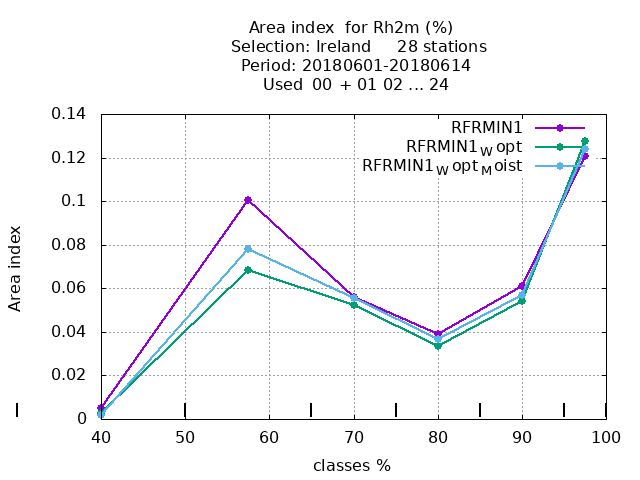 Area index  for Rh2m (%)
Selection: Ireland     28 stations
Period: 20180601-20180614
Used  00 + 01 02 ... 24
0.14
0.12
0.1
0.08
0.06
0.04
0.02
0
Area index
RFRMIN1
RFRMIN1W opt
RFRMIN1W opt Moist
40 50 60 70 80 90 100
classes %